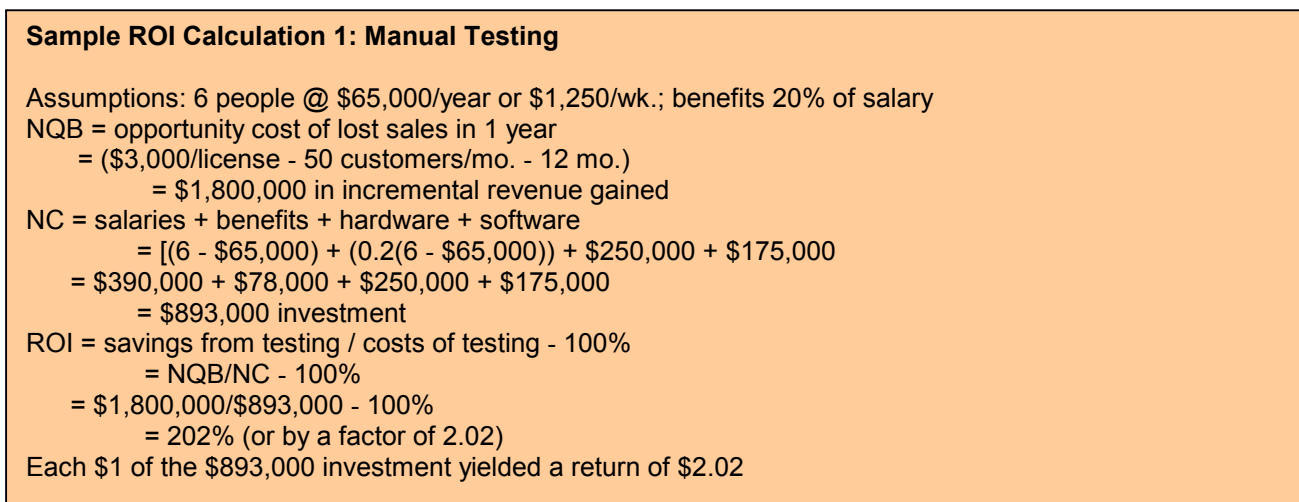 Sample ROI Calculation 1: Manual Testing
Assumptions: 6 people @ $65,000/year or $1,250/wk.; benefits 20% of salary
NQB = opportunity cost of lost sales in 1 year
= ($3,000/license - 50 customers/mo. - 12 mo.)
= $1,800,000 in incremental revenue gained
NC = salaries + benefits + hardware + software
= [(6 - $65,000) + (0.2(6 - $65,000)) + $250,000 + $175,000
= $390,000 + $78,000 + $250,000 + $175,000
= $893,000 investment
ROI = savings from testing / costs of testing - 100%
= NQB/NC - 100%
= $1,800,000/$893,000 - 100%
= 202% (or by a factor of 2.02)
Each $1 of the $893,000 investment yielded a return of $2.02